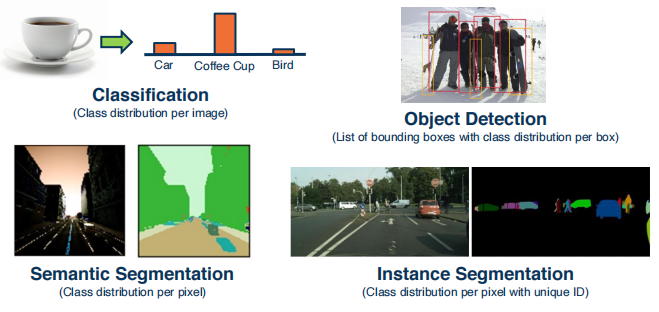 Car
Coffee Cup
Bird
Classification
(Class distribution per image)
Object Detection
(List of bounding boxes with class distribution per box)
Semantic Segmentation
(Class distribution per pixel)
Instance Segmentation
(Class distribution per pixel with unique ID)